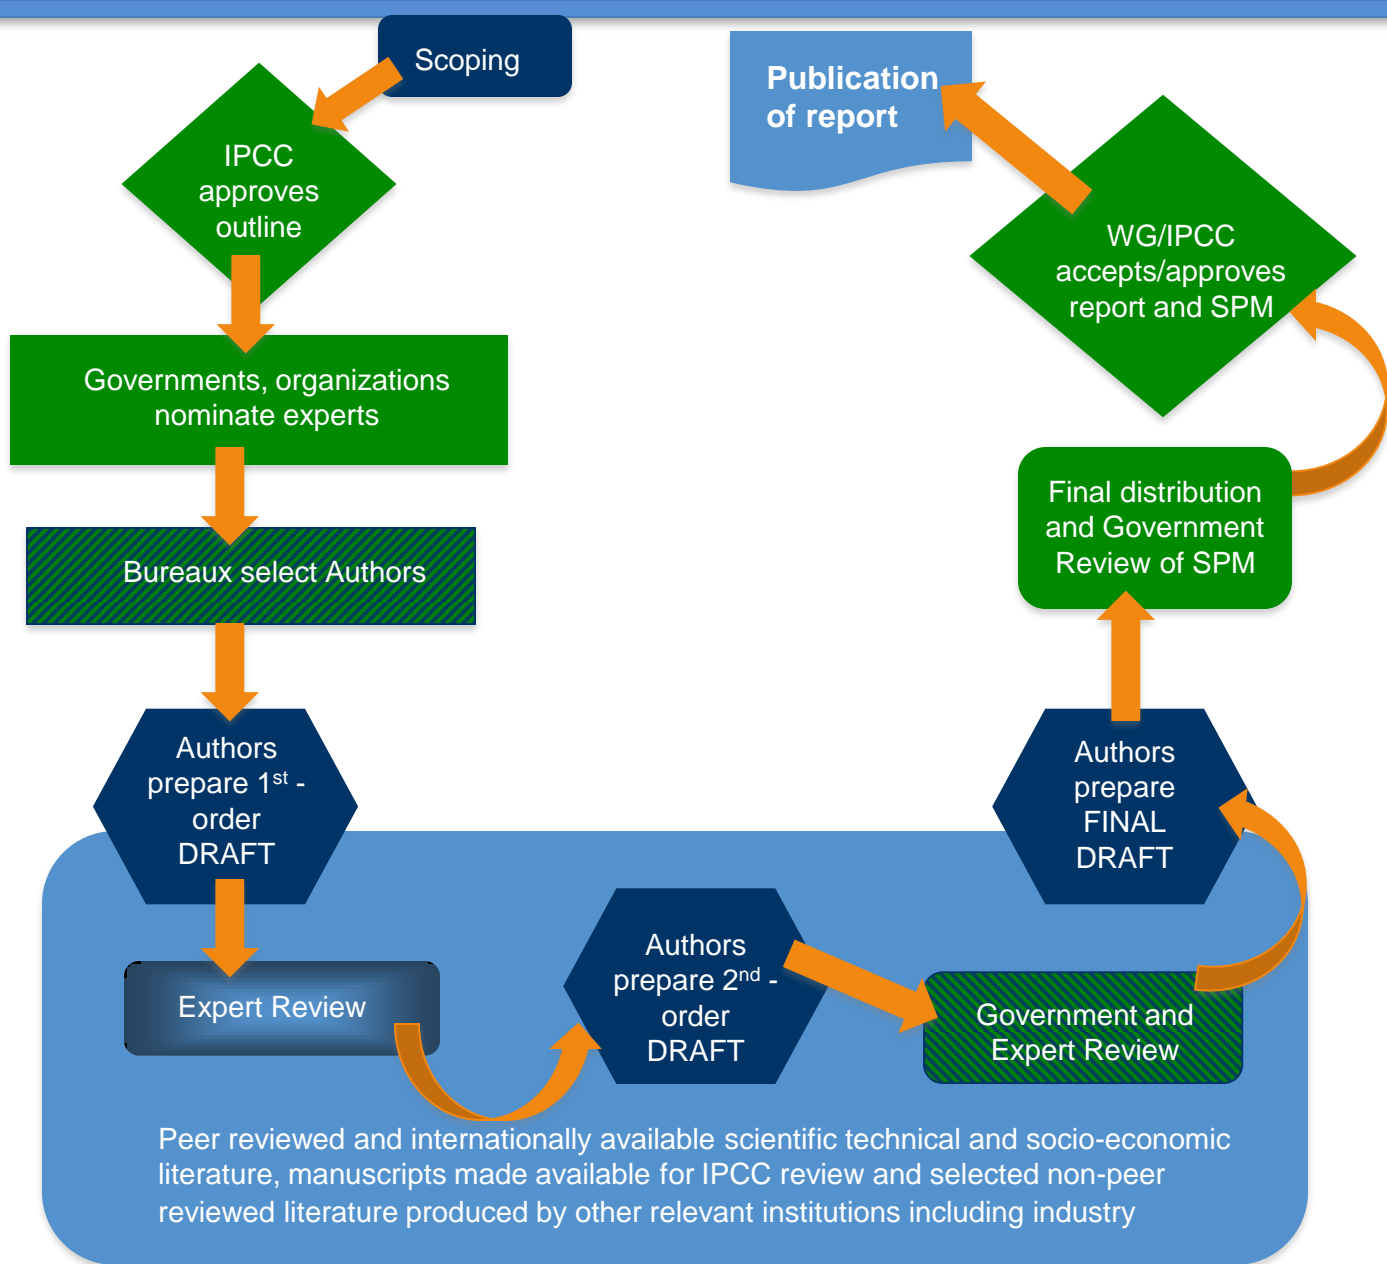 Scoping
IPCC
approves
outline
Governments, organizations
nominate experts
Bureaux select Authors
Authors
prepare 1st -
order
DRAFT
Expert Review
Authors
prepare 2nd -
order
DRAFT
Government and
Expert Review
Authors
prepare
FINAL
DRAFT
Final distribution
and Government
Review of SPM
WG/IPCC
accepts/approves
report and SPM
Publication
of report
Peer reviewed and internationally available scientific technical and socio-economic
literature, manuscripts made available for IPCC review and selected non-peer
reviewed literature produced by other relevant institutions including industry